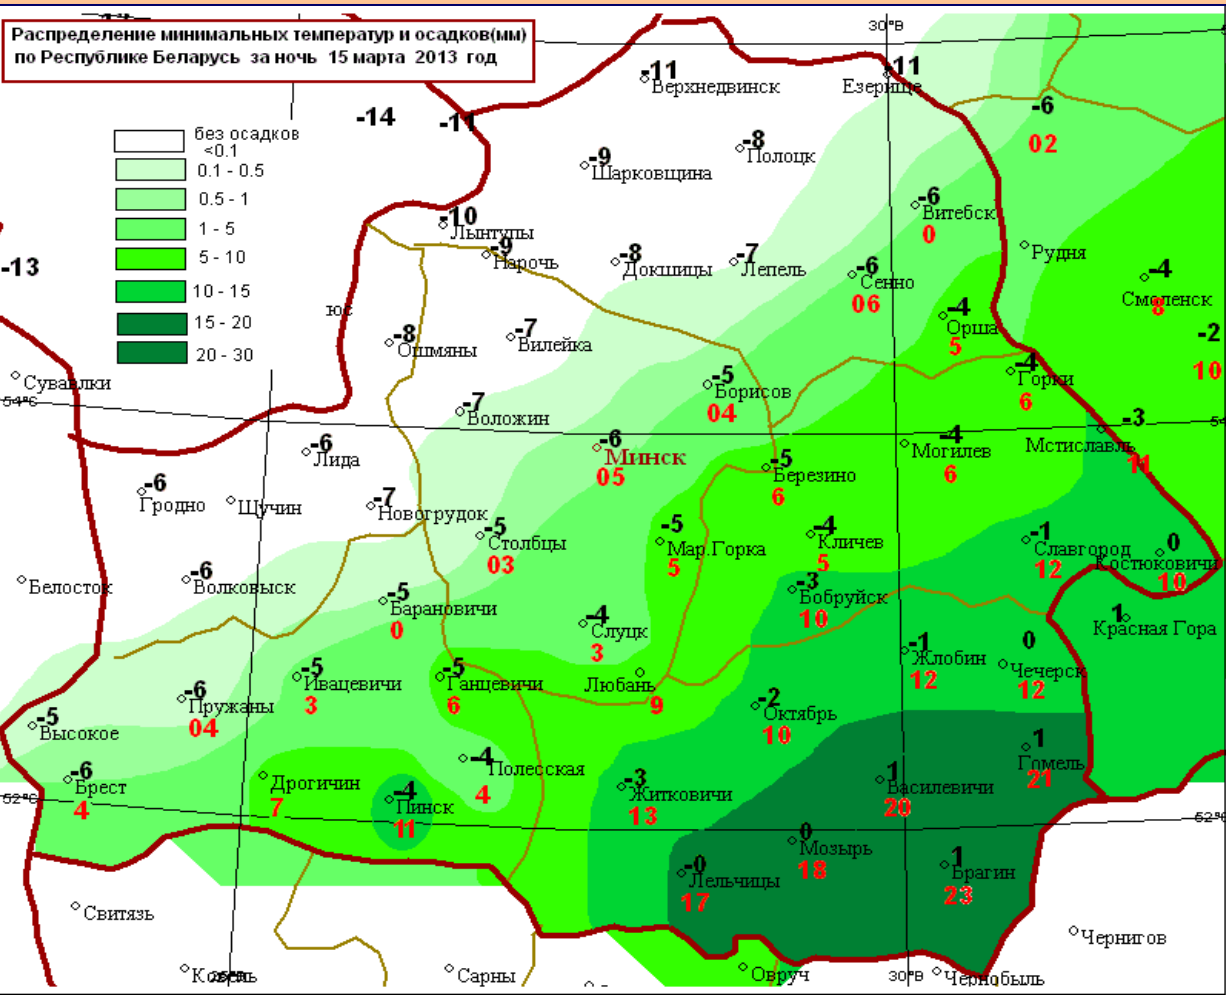 Распределение минимальных температур и осадков(мм)
по Республике Беларусь за ночь 15 марта 2013 год
30°В
-11
Верхнедвинск
-11
Езерище
-14
-11
-6
02
без осадков
<0.1
0.1 - 0.5
0.5 - 1
1 - 5
5 - 10
10 - 15
15 - 20
20 - 30
-8
Полоцк
-9
Шарковщина
-6
Витебск
0
-10
Лынтупы
-9
Нарочь
-8
Докшицы
-7
Лепель
-6
Сенно
06
Рудня
-13
-4
Смоленск
8
юс
-4
Орша
5
-2
10
-8
Ошмяны
-7
Вилейка
Сувалки
54°С
-5
Борисов
04
-4
Горки
6
-7
Воложин
-3
Мстиславль
11
-6
Лида
-6
Минск
05
-4
Могилев
6
-5
Березино
6
-6
Гродно
Щучин
-7
Новогрудок
-5
Столбцы
03
-5
Мар.Горка
5
-4
Кличев
5
-1
Славгород
12
0
Костюковичи
10
Белосток
-6
Волковыск
-5
Барановичи
0
-3
Бобруйск
10
-4
Слуцк
3
1
Красная Гора
-1
Жлобин
12
0
Чечерск
12
-5
Ивацевичи
3
-5
Ганцевичи
6
Любань
9
-6
Пружаны
04
-2
Октябрь
10
-5
Высокое
-6
Брест
4
Дрогичин
7
-4
Полесская
4
1
Гомель
21
52°С
-4
Пинск
11
-3
Житковичи
13
1
Василевичи
20
52°С
0
Мозырь
18
-0
Лельчицы
17
1
Брагин
23
Свитязь
Чернигов
Ковель
Сарны
Овруч
30°В
Чернобыль